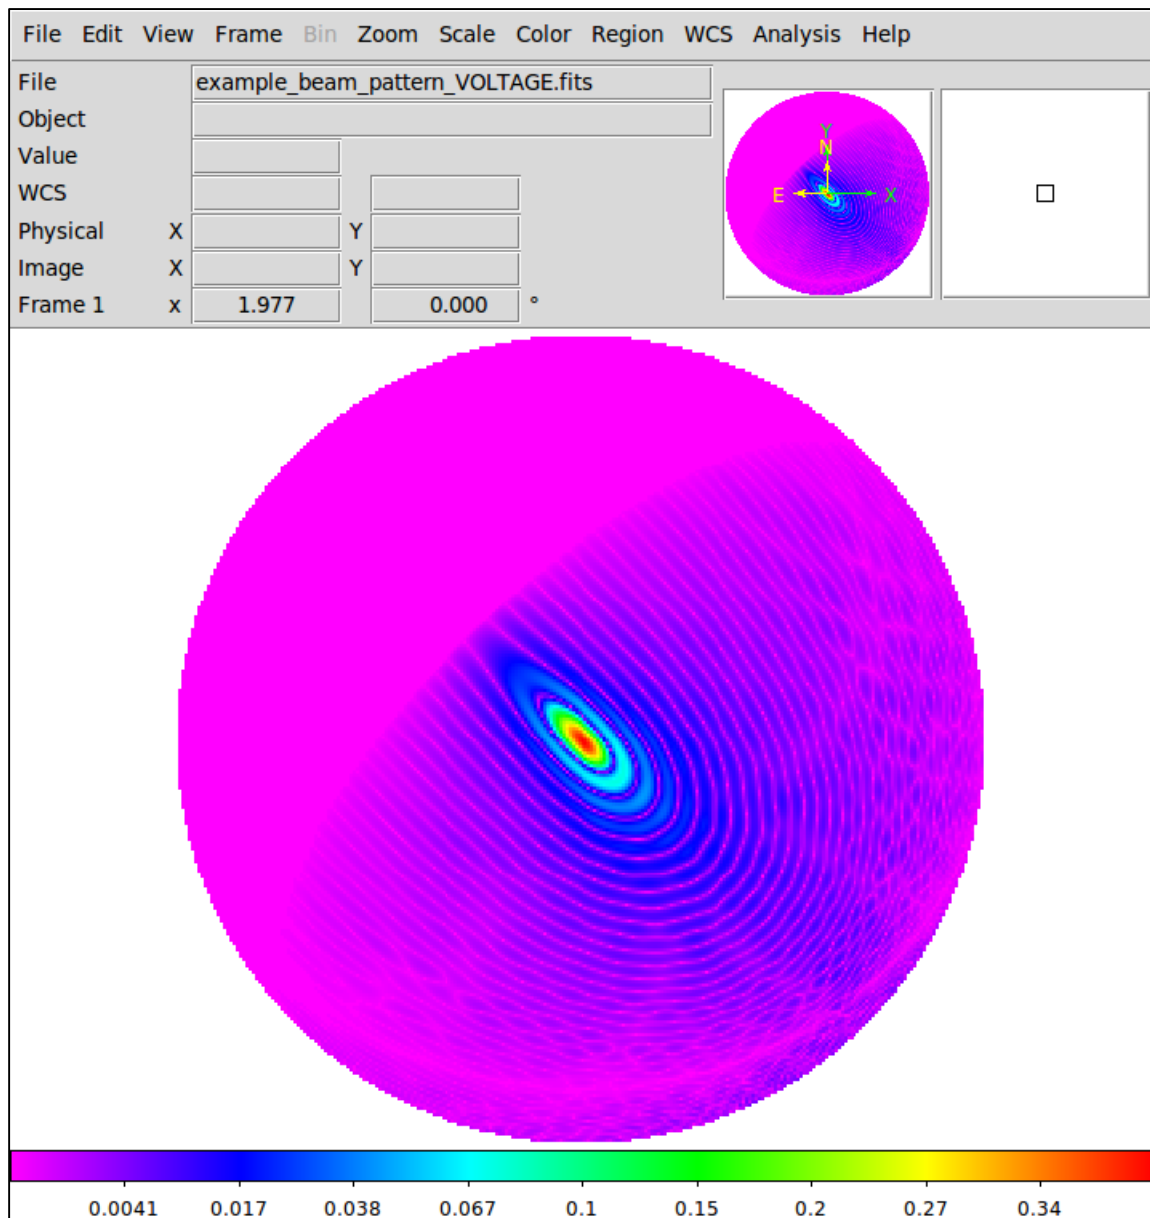 File Edit View Frame Bin Zoom Scale Color Region WCS Analysis Help
File example_beam_pattern_VOLTAGE.fits
Object
Value
WCS
Physical X Y
Image X Y
Frame 1 x 1.977 0.000 °
Y
N
E X
0.0041 0.017 0.038 0.067 0.1 0.15 0.2 0.27 0.34